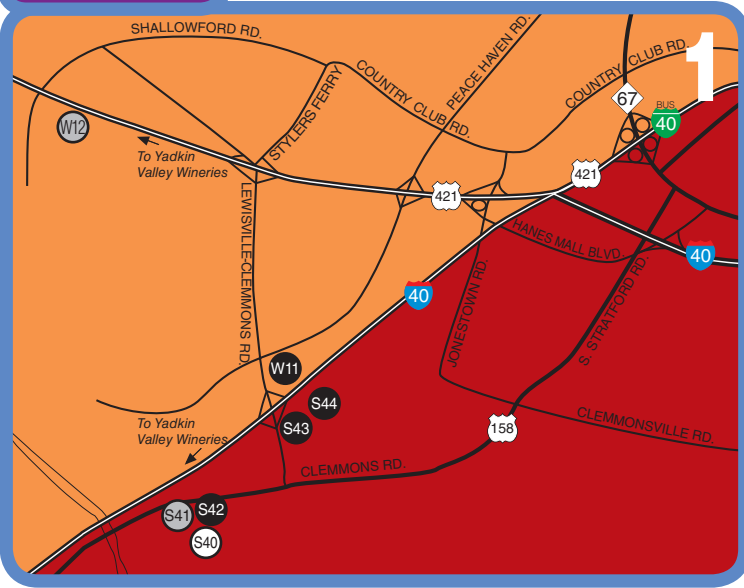 1
SHALLOWFORD RD.
PEACE HAVEN RD.
COUNTRY CLUB RD.
COUNTRY CLUB RD.
STYLERS FERRY
67
BUS.
40
W12
To Yadkin
Valley Wineries
421
421
LEWISVILLE-CLEMMONS RD.
HANES MALL BLVD.
40
40
JONESTOWN RD.
S. STRATFORD RD.
W11
S44
S43
To Yadkin
Valley Wineries
158
CLEMMONSVILLE RD.
CLEMMONS RD.
S41
S42
S40